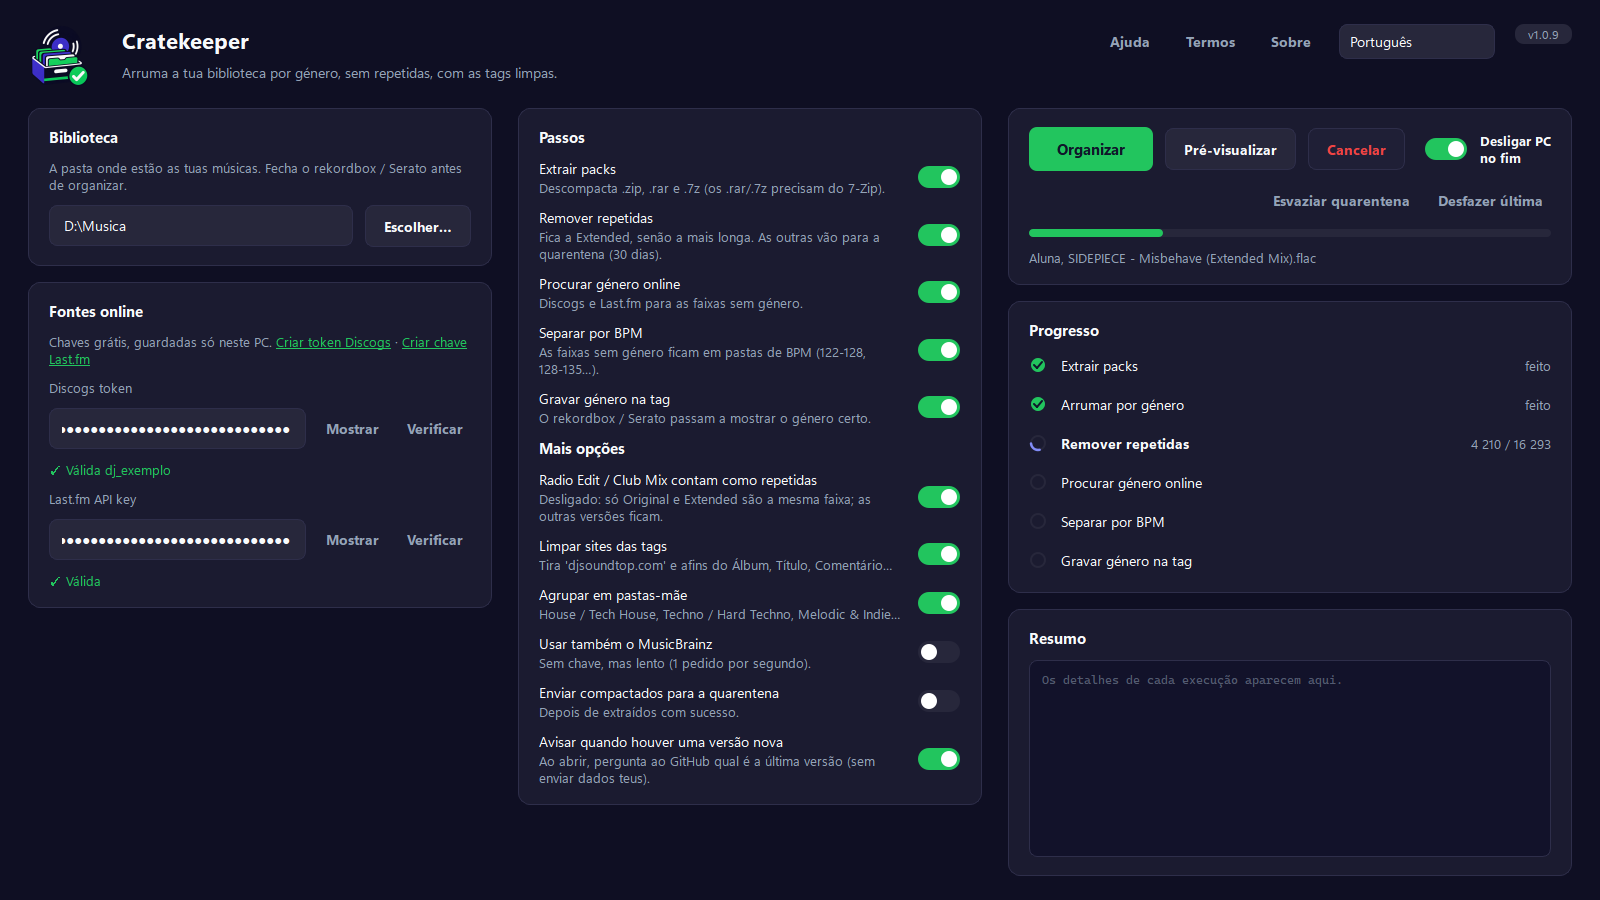 Cratekeeper
Arruma a tua biblioteca por género, sem repetidas, com as tags limpas.
Ajuda
Termos
Sobre
Português
v1.0.9
Biblioteca
A pasta onde estão as tuas músicas. Fecha o rekordbox / Serato antes
de organizar.
D:\Musica
Escolher...
Fontes online
Chaves grátis, guardadas só neste PC. Criar token Discogs · Criar chave
Last.fm
Discogs token
Mostrar
Verificar
✓ Válida dj_exemplo
Last.fm API key
Mostrar
Verificar
✓ Válida
Passos
Extrair packs
Descompacta .zip, .rar e .7z (os .rar/.7z precisam do 7-Zip).
Remover repetidas
Fica a Extended, senão a mais longa. As outras vão para a
quarentena (30 dias).
Procurar género online
Discogs e Last.fm para as faixas sem género.
Separar por BPM
As faixas sem género ficam em pastas de BPM (122-128,
128-135...).
Gravar género na tag
O rekordbox / Serato passam a mostrar o género certo.
Mais opções
Radio Edit / Club Mix contam como repetidas
Desligado: só Original e Extended são a mesma faixa; as
outras versões ficam.
Limpar sites das tags
Tira 'djsoundtop.com' e afins do Álbum, Título, Comentário...
Agrupar em pastas-mãe
House / Tech House, Techno / Hard Techno, Melodic & Indie...
Usar também o MusicBrainz
Sem chave, mas lento (1 pedido por segundo).
Enviar compactados para a quarentena
Depois de extraídos com sucesso.
Avisar quando houver uma versão nova
Ao abrir, pergunta ao GitHub qual é a última versão (sem
enviar dados teus).
Organizar
Pré-visualizar
Cancelar
Desligar PC
no fim
Esvaziar quarentena
Desfazer última
Aluna, SIDEPIECE - Misbehave (Extended Mix).flac
Progresso
Extrair packs feito
Arrumar por género feito
Remover repetidas 4 210 / 16 293
Procurar género online
Separar por BPM
Gravar género na tag
Resumo
Os detalhes de cada execução aparecem aqui.